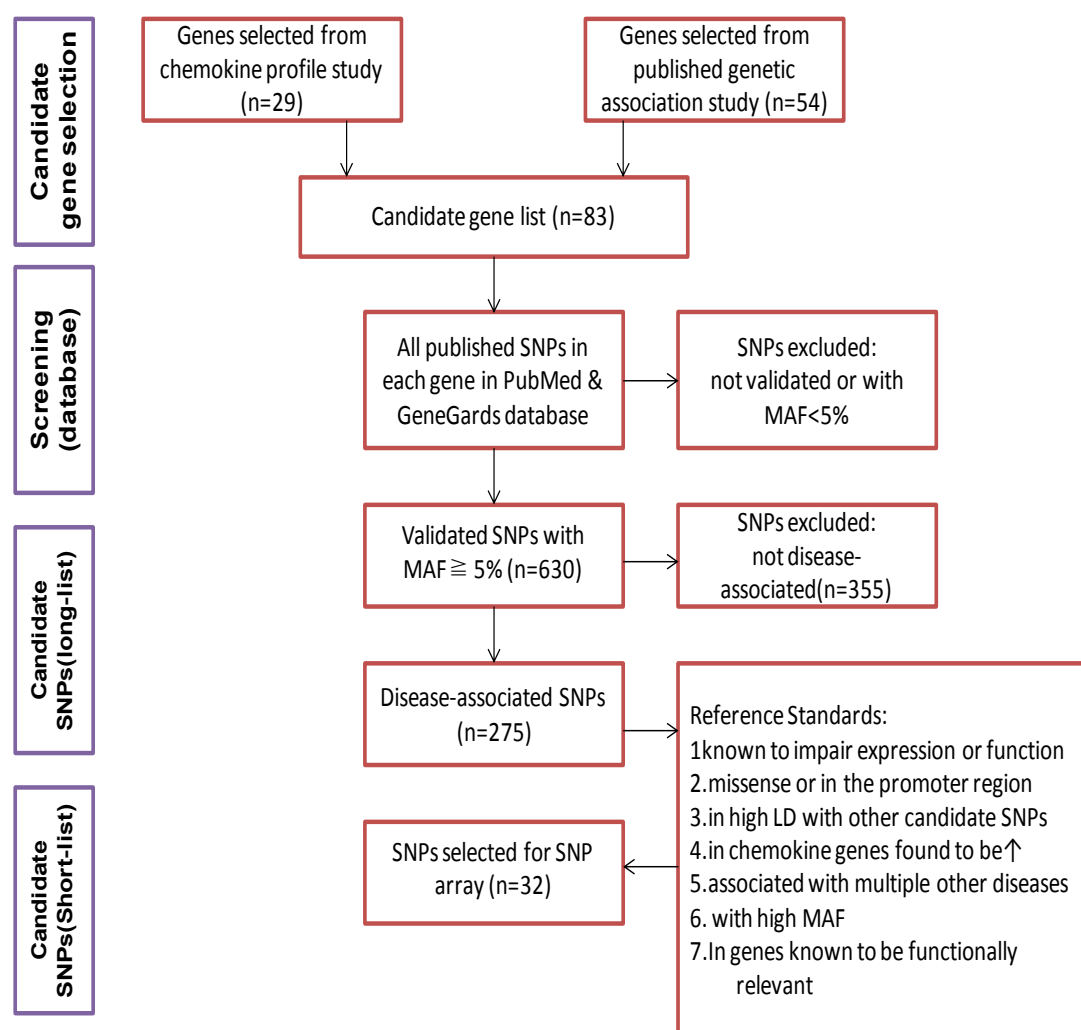 Candidate
gene selection
Genes selected from
chemokine profile study
(n=29)
Genes selected from
published genetic
association study (n=54)
Candidate gene list (n=83)
Screening
(database)
All published SNPs in
each gene in PubMed &
GeneGards database
SNPs excluded:
not validated or with
MAF<5%
Candidate
SNPs(long-list)
Validated SNPs with
MAF≧ 5% (n=630)
SNPs excluded:
not disease-
associated(n=355)
Disease-associated SNPs
(n=275)
Reference Standards:
1known to impair expression or function
2.missense or in the promoter region
3.in high LD with other candidate SNPs
4.in chemokine genes found to be↑
5.associated with multiple other diseases
6. with high MAF
7.In genes known to be functionally
relevant
Candidate
SNPs(Short-list)
SNPs selected for SNP
array (n=32)